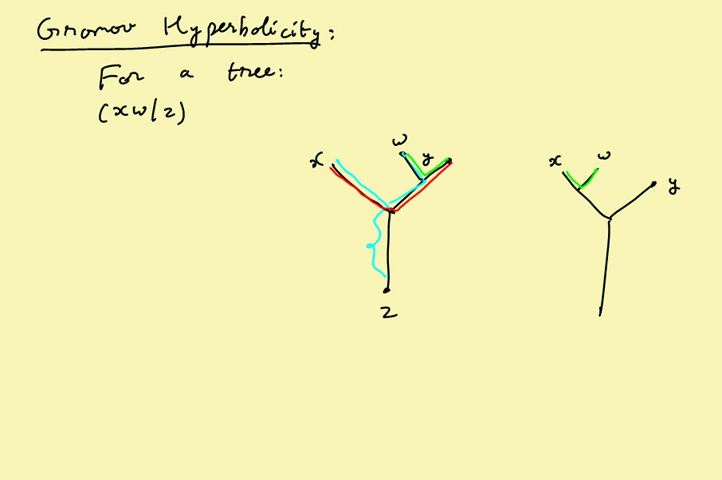 Gromov Hyperbolicity:
For a tree:
(xw|z)
x w y
z
x w y